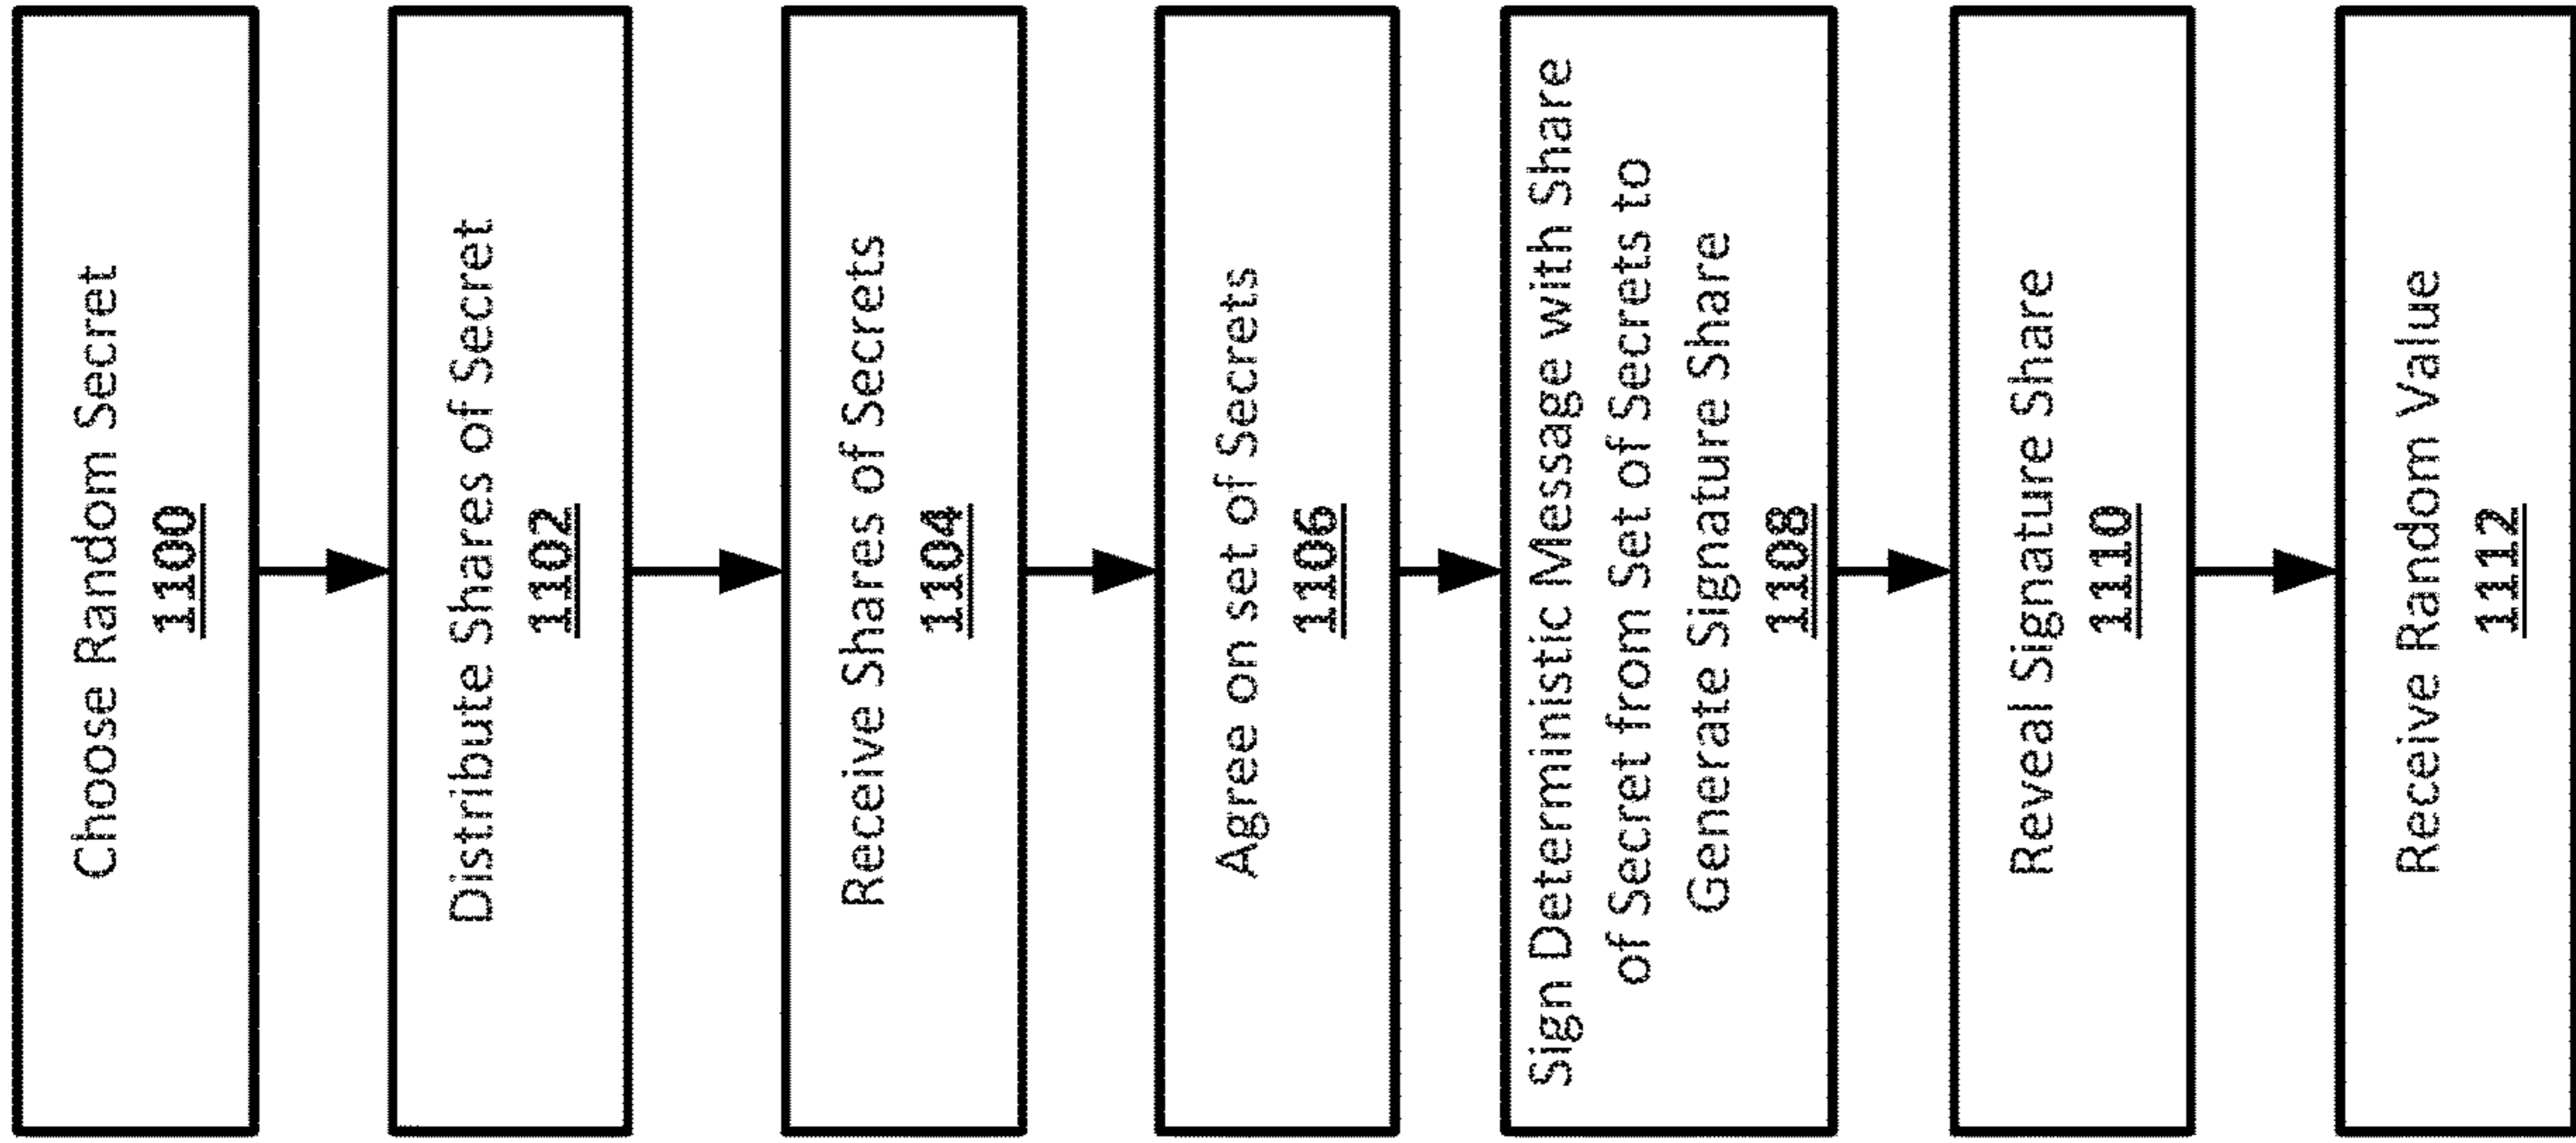 Choose Random Secret
1100
Distribute Shares of Secret
1102
Receive Shares of Secrets
1104
Agree on set of Secrets
1106
Sign Deterministic Message with Share
of Secret from Set of Secrets to
Generate Signature Share
1108
Reveal Signature Share
1110
Receive Random Value
1112